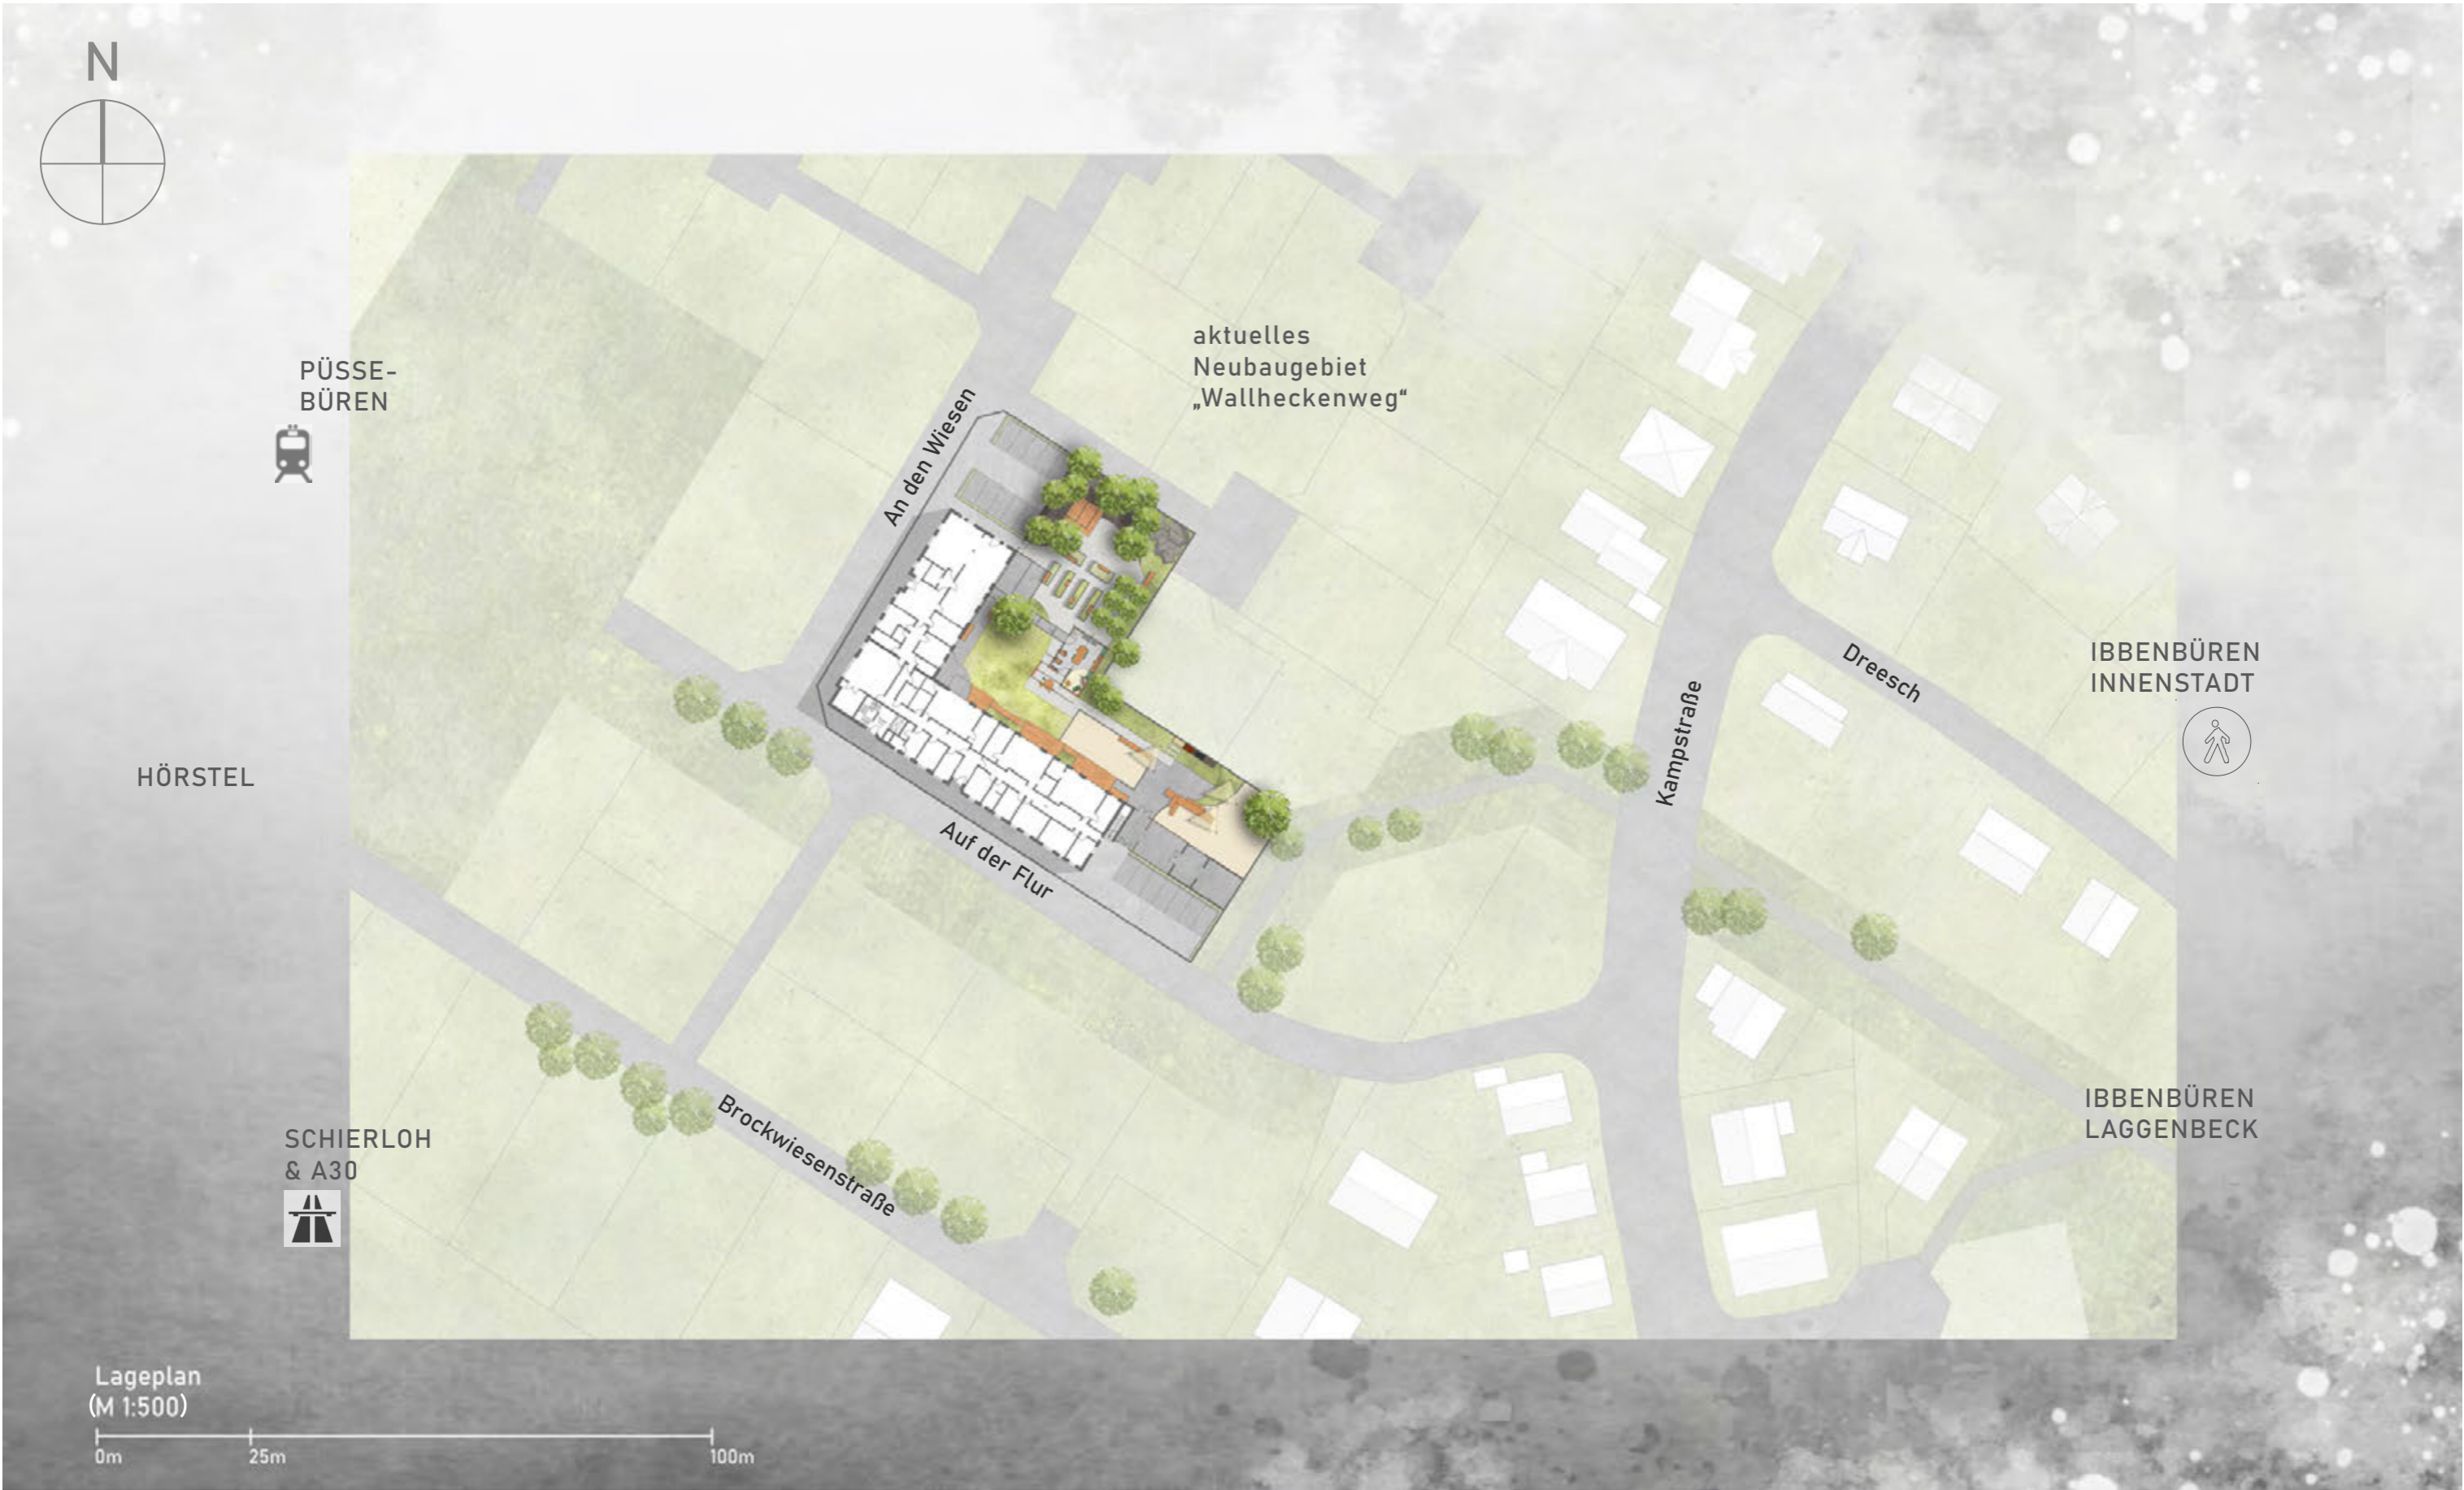 N
aktuelles
Neubaugebiet
„Wallheckenweg“
PÜSSE-
BÜREN
An den Wiesen
IBBENBÜREN
INNENSTADT
Dreesch
Kampstraße
HÖRSTEL
Auf der Flur
IBBENBÜREN
LAGGENBECK
Brockwiesenstraße
SCHIERLOH
& A30
Lageplan
(M 1:500)
0m 25m 100m